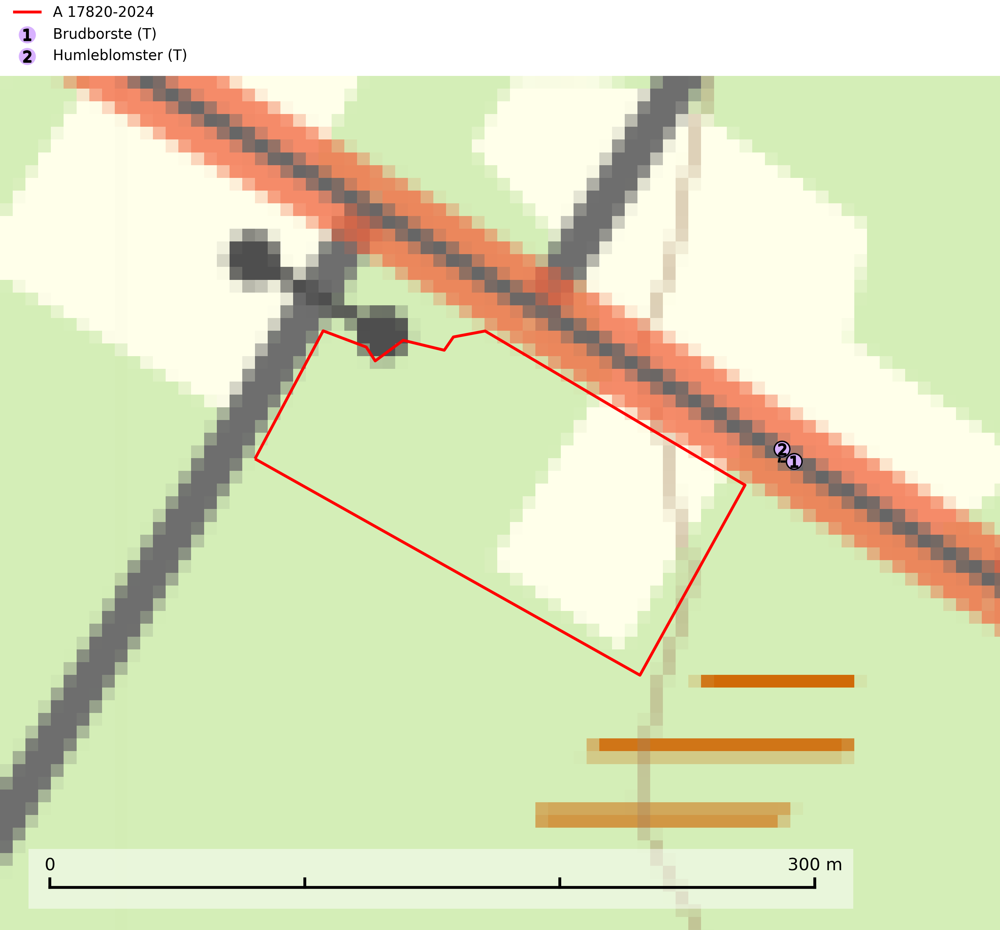 A 17820-2024
1 Brudborste (T)
2 Humleblomster (T)
2
1
0 300 m